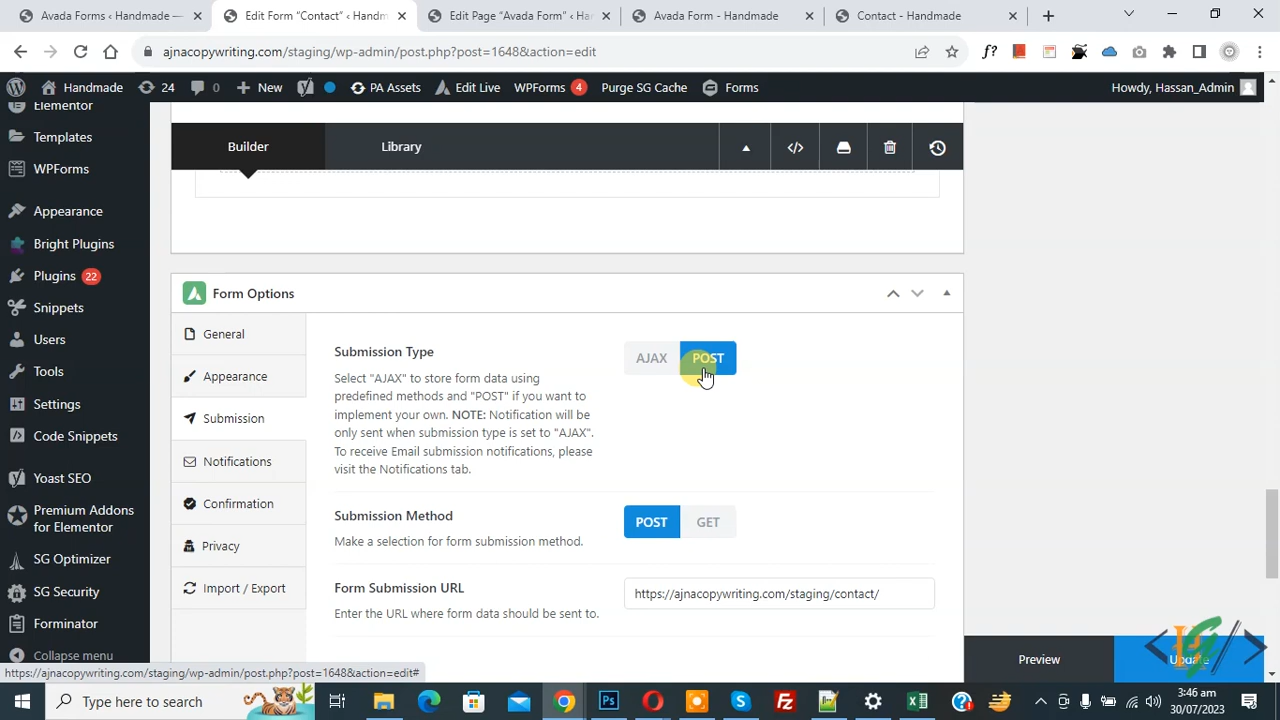 Avada Forms ‹ Handmade —
Edit Form “Contact” ‹ Handm
Edit Page “Avada Form” ‹ Ha
Avada Form - Handmade
Contact - Handmade
ajnacopywriting.com/staging/wp-admin/post.php?post=1648&action=edit
Handmade
24
0
New
PA Assets
Edit Live
WPForms 4
Purge SG Cache
Forms
Howdy, Hassan_Admin
Elementor
Templates
WPForms
Appearance
Bright Plugins
Plugins 22
Snippets
Users
Tools
Settings
Code Snippets
Yoast SEO
Premium Addons
for Elementor
SG Optimizer
SG Security
Forminator
Collapse menu
Builder
Library
Form Options
General
Appearance
Submission
Notifications
Confirmation
Privacy
Import / Export
Submission Type
AJAX
POST
Select "AJAX" to store form data using
predefined methods and "POST" if you want to
implement your own. NOTE: Notification will be
only sent when submission type is set to "AJAX".
To receive Email submission notifications, please
visit the Notifications tab.
Submission Method
POST
GET
Make a selection for form submission method.
Form Submission URL
https://ajnacopywriting.com/staging/contact/
Enter the URL where form data should be sent to.
Preview
Update
https://ajnacopywriting.com/staging/wp-admin/post.php?post=1648&action=edit#
Type here to search
3:46 am
30/07/2023